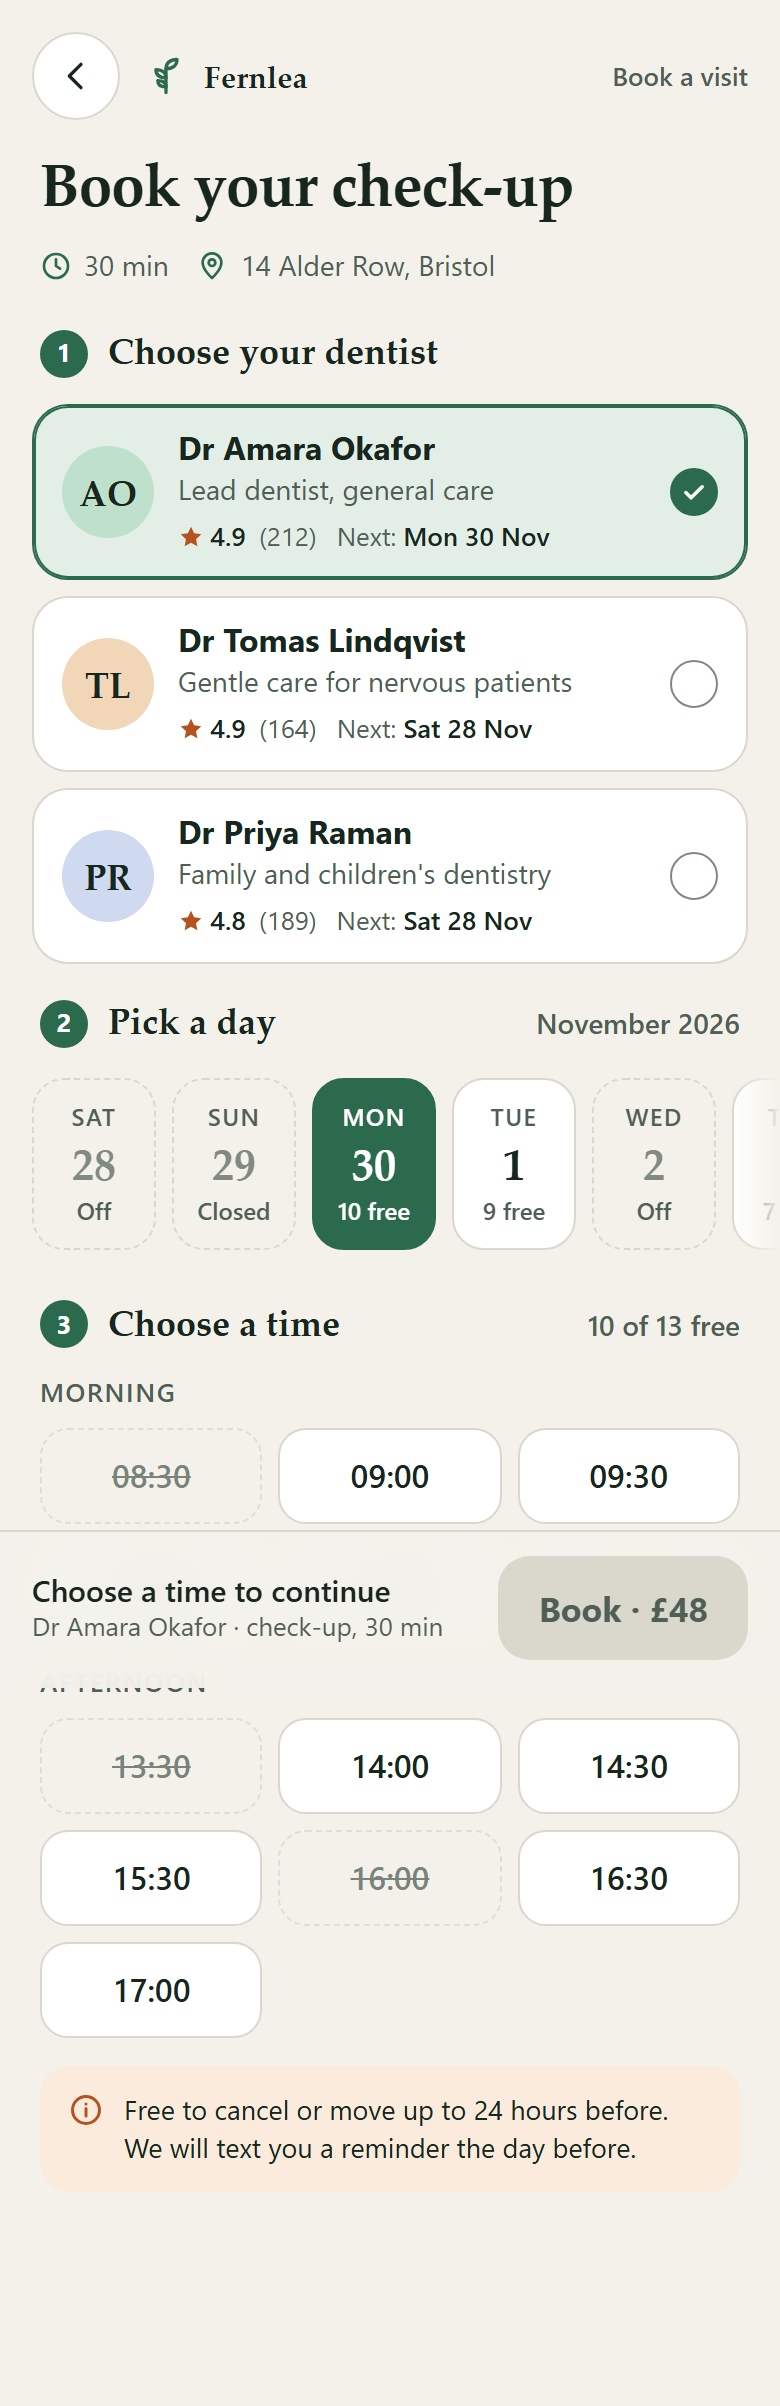 Fernlea
Book a visit
Book your check-up
30 min
14 Alder Row, Bristol
1 Choose your dentist
AO
Dr Amara Okafor
Lead dentist, general care
4.9 (212) Next: Mon 30 Nov
TL
Dr Tomas Lindqvist
Gentle care for nervous patients
4.9 (164) Next: Sat 28 Nov
PR
Dr Priya Raman
Family and children's dentistry
4.8 (189) Next: Sat 28 Nov
2 Pick a day
November 2026
SAT
28
Off
SUN
29
Closed
MON
30
10 free
TUE
1
9 free
WED
2
Off
7
3 Choose a time
10 of 13 free
MORNING
08:30
09:00
09:30
Choose a time to continue
Dr Amara Okafor · check-up, 30 min
Book · £48
AFTERNOON
13:30
14:00
14:30
15:30
16:00
16:30
17:00
Free to cancel or move up to 24 hours before.
We will text you a reminder the day before.